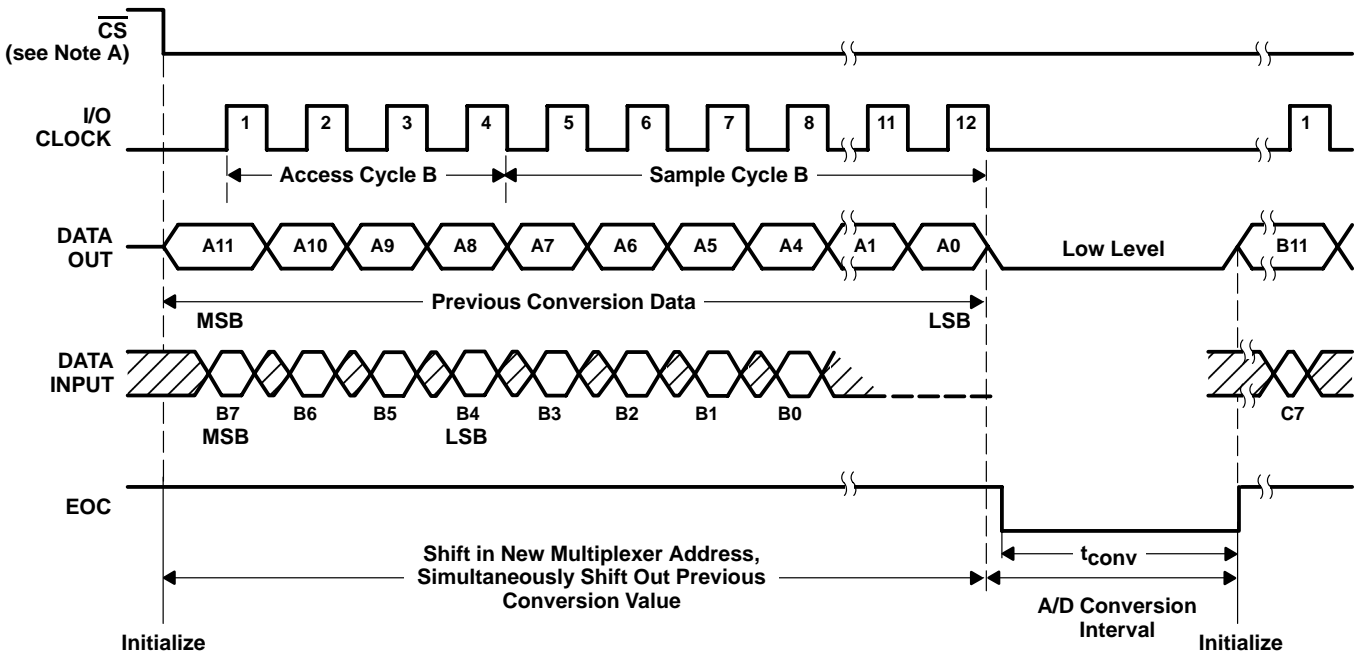 CS
(see Note A)
I/O
CLOCK
1 2 3 4 5 6 7 8 11 12 1
Access Cycle B Sample Cycle B
DATA
OUT
A11 A10 A9 A8 A7 A6 A5 A4 A1 A0 Low Level B11
Previous Conversion Data
MSB LSB
DATA
INPUT
B7 B6 B5 B4 B3 B2 B1 B0 C7
MSB LSB
EOC
tconv
Shift in New Multiplexer Address,
Simultaneously Shift Out Previous
Conversion Value
A/D Conversion
Interval
Initialize Initialize